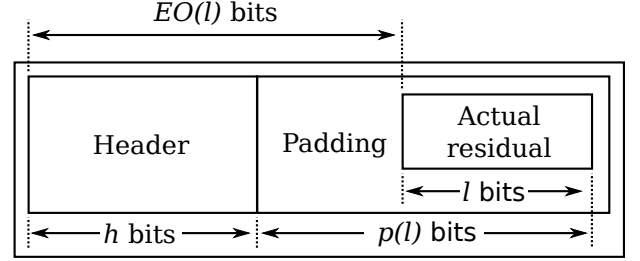 EO(l) bits
Header
Padding
Actual
residual
l bits
h bits
p(l) bits